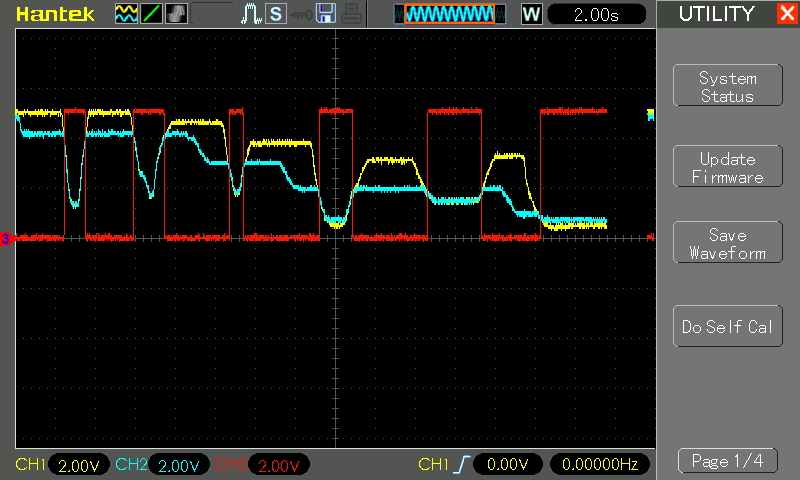 Hantek
S
W
2.00s
UTILITY
System
Status
Update
Firmware
Save
Waveform
Do Self Cal
Page 1/4
3
CH1 2.00V CH2 2.00V CH3 2.00V CH1 0.00V 0.00000Hz